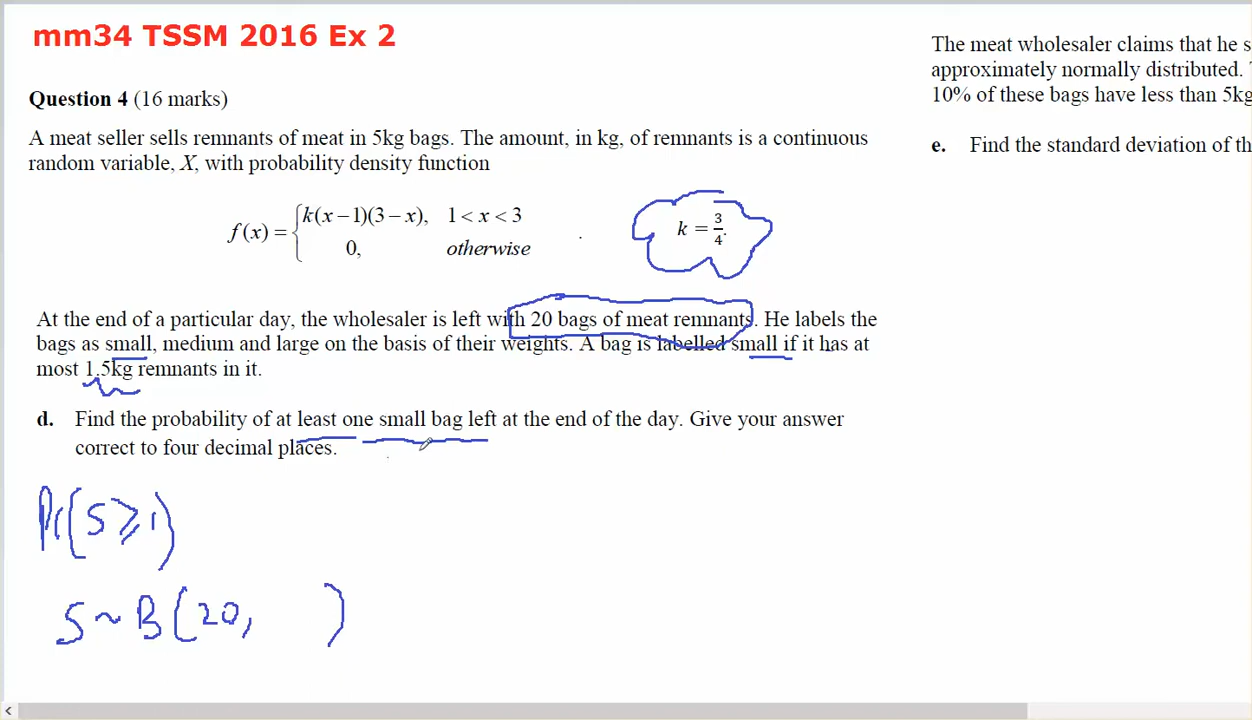 mm34 TSSM 2016 Ex 2
Question 4 (16 marks)
A meat seller sells remnants of meat in 5kg bags. The amount, in kg, of remnants is a continuous
random variable, X, with probability density function
f(x) = { k(x − 1)(3 − x), 1 < x < 3
0, otherwise
k = 3/4.
At the end of a particular day, the wholesaler is left with 20 bags of meat remnants. He labels the
bags as small, medium and large on the basis of their weights. A bag is labelled small if it has at
most 1.5kg remnants in it.
d. Find the probability of at least one small bag left at the end of the day. Give your answer
correct to four decimal places.
Pr(S ≥ 1)
S ~ B(20, )
The meat wholesaler claims that he s
approximately normally distributed.
10% of these bags have less than 5kg
e. Find the standard deviation of th